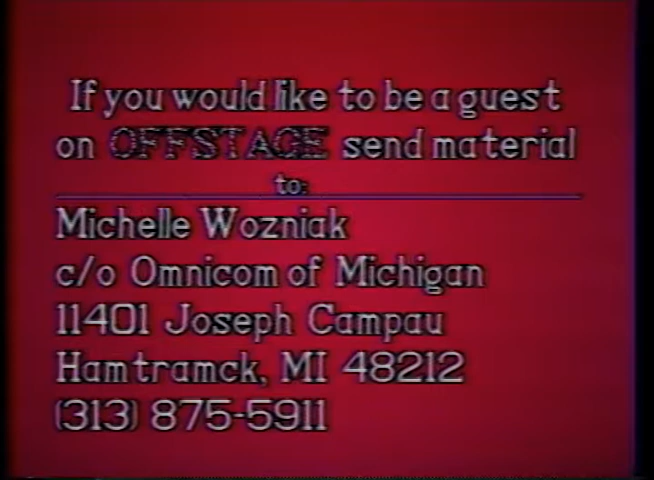 If you would like to be a guest
on OFFSTAGE send material
to:
Michelle Wozniak
c/o Omnicom of Michigan
11401 Joseph Campau
Hamtramck, MI 48212
(313) 875-5911